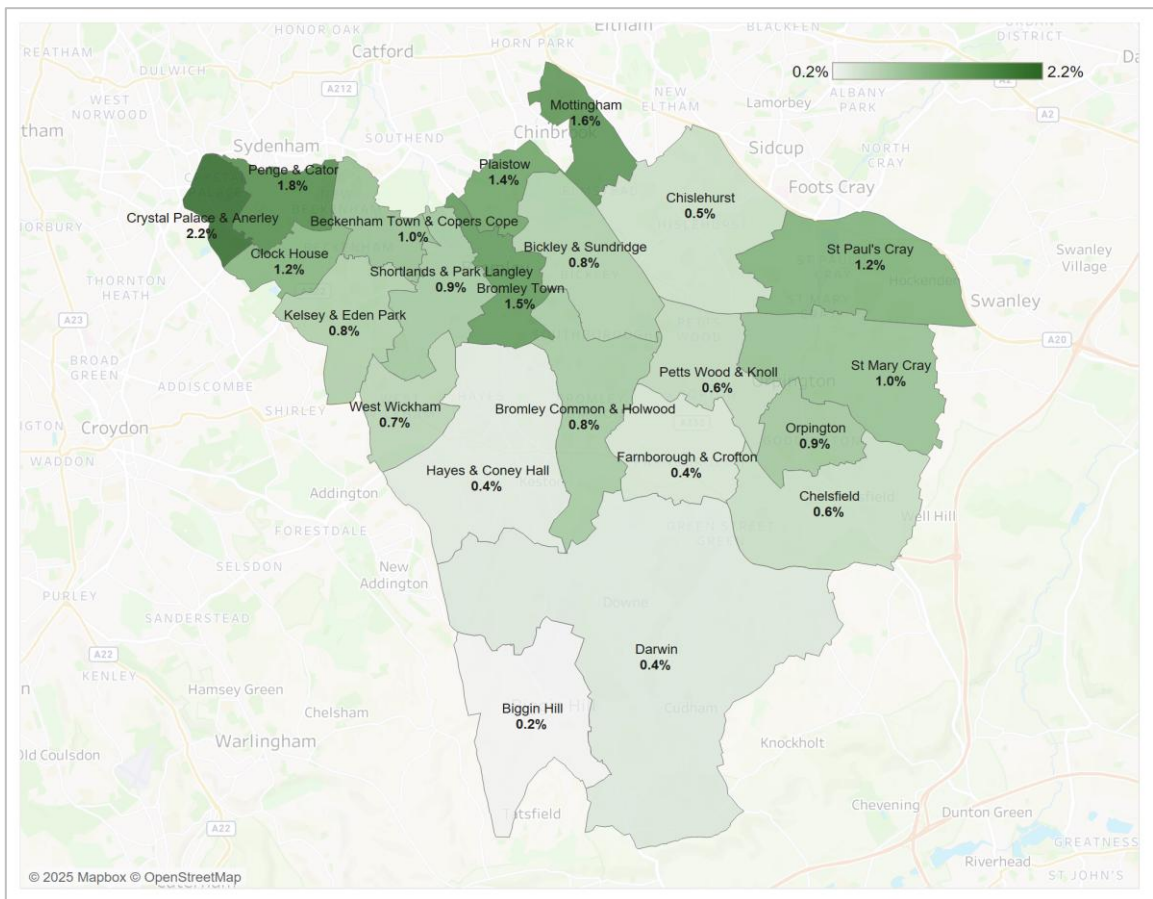 HONOR OAK
Catford
HORN PARK
Eltham
BLACKFEN
DISTRICT
DULWICH
A212
0.2%
2.2%
ALBANY
PARK
A2
WEST
NORWOOD
SOUTHEND
Mottingham
1.6%
NEW
ELTHAM
Lamorbey
Chinbrook
Sydenham
Sidcup
NORTH
CRAY
A2
Penge & Cator
1.8%
Plaistow
1.4%
Foots Cray
Chislehurst
0.5%
Crystal Palace & Anerley
2.2%
Beckenham Town & Copers Cope
1.0%
Bickley & Sundridge
0.8%
St Paul's Cray
1.2%
Swanley
Village
NORBURY
Clock House
1.2%
THORNTON
HEATH
Shortlands & Park Langley
0.9%
Bromley Town
1.5%
Hockenden
Swanley
A23
Kelsey & Eden Park
0.8%
A20
BROAD
GREEN
ADDISCOMBE
Petts Wood & Knoll
0.6%
St Mary Cray
1.0%
SHIRLEY
West Wickham
0.7%
Bromley Common & Holwood
0.8%
Croydon
Orpington
0.9%
WADDON
Farnborough & Crofton
0.4%
Hayes & Coney Hall
0.4%
Keston
Addington
Chelsfield
0.6%
Well Hill
FORESTDALE
GREEN STREET
GREEN
SELSDON
New
Addington
PURLEY
Downe
SANDERSTEAD
Darwin
0.4%
A22
KENLEY
Hamsey Green
Chelsham
Biggin Hill
0.2%
Cudham
Warlingham
Knockholt
Old Coulsdon
Tatsfield
Chevening
Dunton Green
A22
GREATNESS
Riverhead
ST JOHN'S
© 2025 Mapbox © OpenStreetMap